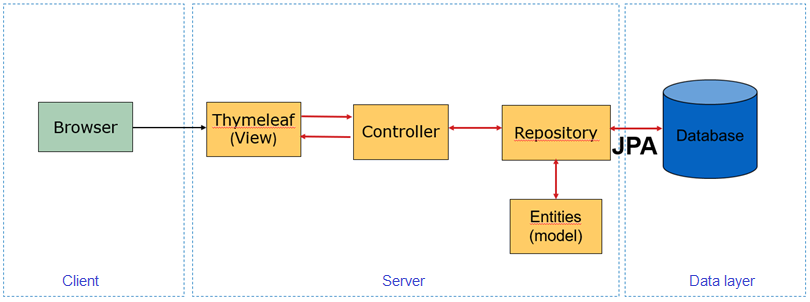 Browser
Thymeleaf
(View)
Controller
Repository
JPA
Database
Entities
(model)
Client
Server
Data layer